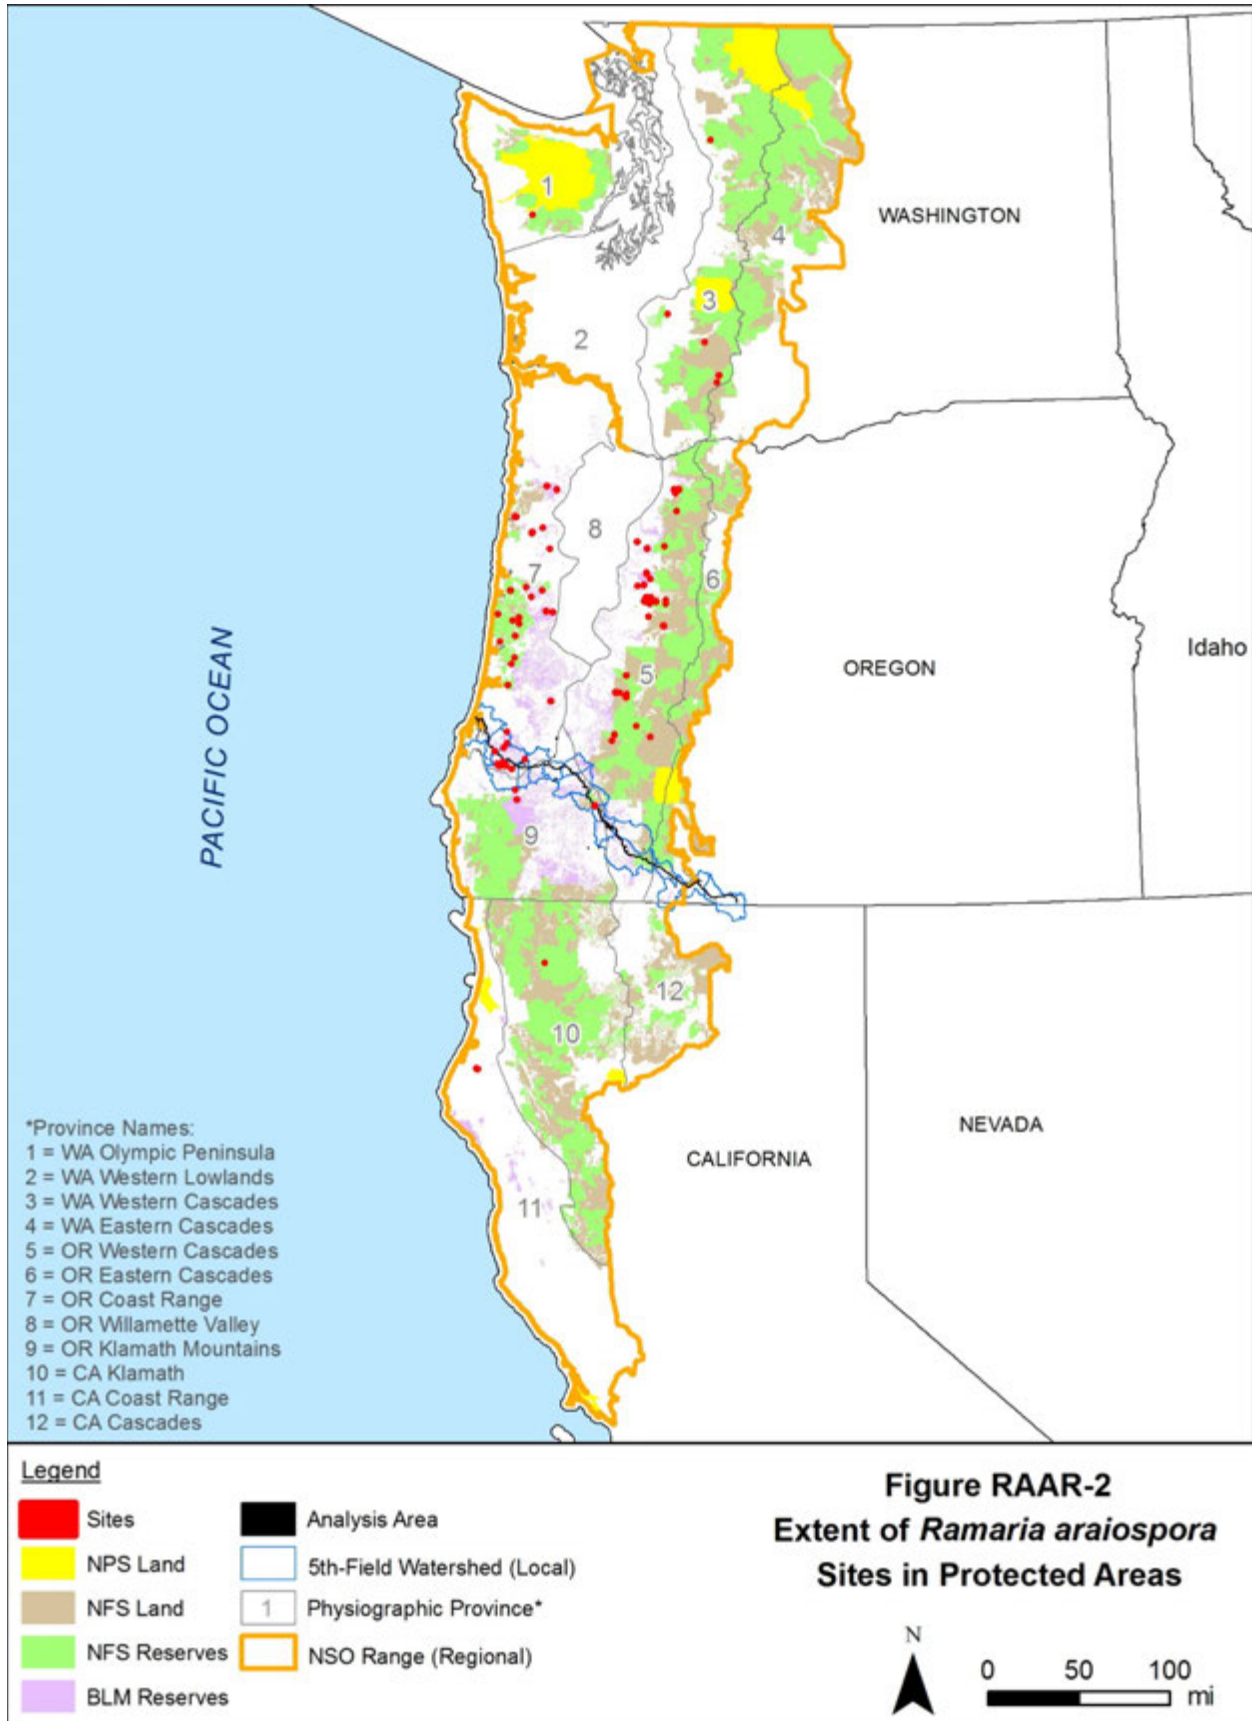 WASHINGTON
1
4
3
2
8
7
6
5
OREGON
Idaho
PACIFIC OCEAN
9
12
10
NEVADA
CALIFORNIA
11
*Province Names:
1 = WA Olympic Peninsula
2 = WA Western Lowlands
3 = WA Western Cascades
4 = WA Eastern Cascades
5 = OR Western Cascades
6 = OR Eastern Cascades
7 = OR Coast Range
8 = OR Willamette Valley
9 = OR Klamath Mountains
10 = CA Klamath
11 = CA Coast Range
12 = CA Cascades
Legend
Sites
NPS Land
NFS Land
NFS Reserves
BLM Reserves
Analysis Area
5th-Field Watershed (Local)
1 Physiographic Province*
NSO Range (Regional)
Figure RAAR-2
Extent of Ramaria araiospora
Sites in Protected Areas
N
0 50 100
mi